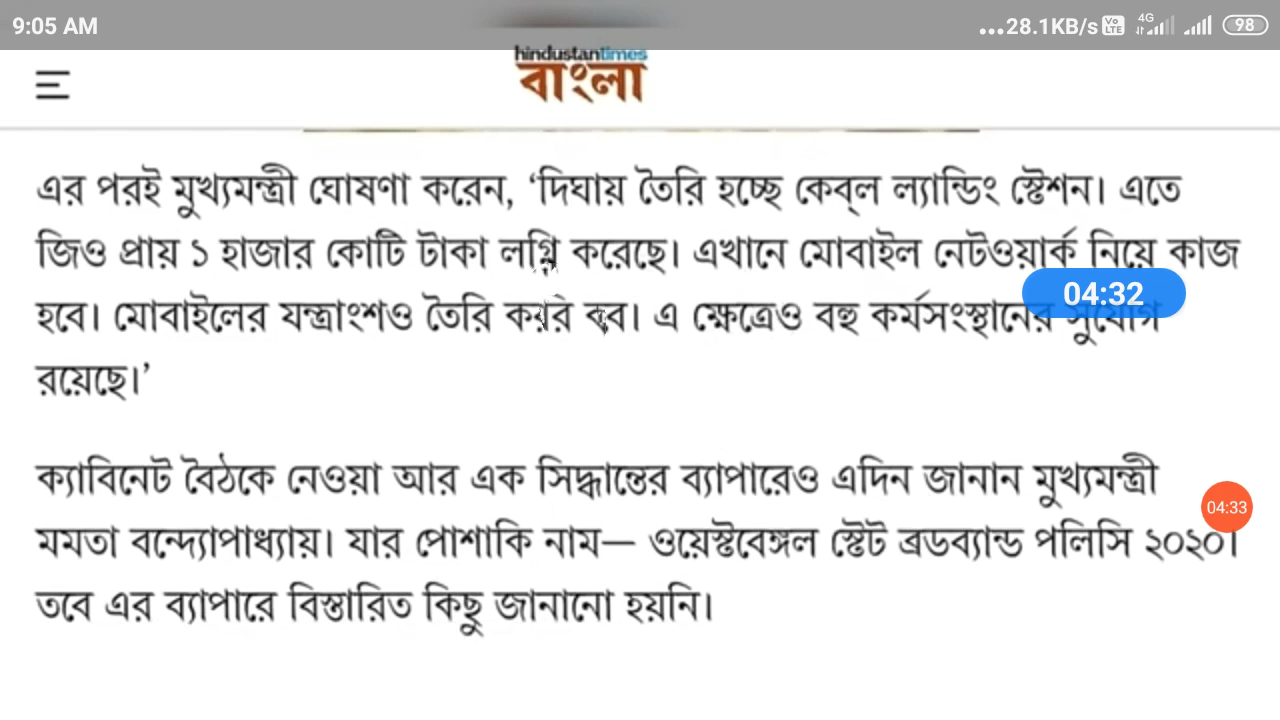 9:05 AM
...28.1KB/s Vo LTE 4G 98
hindustantimes
বাংলা
এর পরই মুখ্যমন্ত্রী ঘোষণা করেন, ‘দিঘায় তৈরি হচ্ছে কেব্‌ল ল্যান্ডিং স্টেশন। এতে
জিও প্রায় ১ হাজার কোটি টাকা লগ্নি করেছে। এখানে মোবাইল নেটওয়ার্ক নিয়ে কাজ
04:32
হবে। মোবাইলের যন্ত্রাংশও তৈরি। এ ক্ষেত্রেও বহু কর্মসংস্থানের সুযোগ
রয়েছে।’
ক্যাবিনেট বৈঠকে নেওয়া আর এক সিদ্ধান্তের ব্যাপারেও এদিন জানান মুখ্যমন্ত্রী
04:33
মমতা বন্দ্যোপাধ্যায়। যার পোশাকি নাম— ওয়েস্টবেঙ্গল স্টেট ব্রডব্যান্ড পলিসি ২০২০।
তবে এর ব্যাপারে বিস্তারিত কিছু জানানো হয়নি।